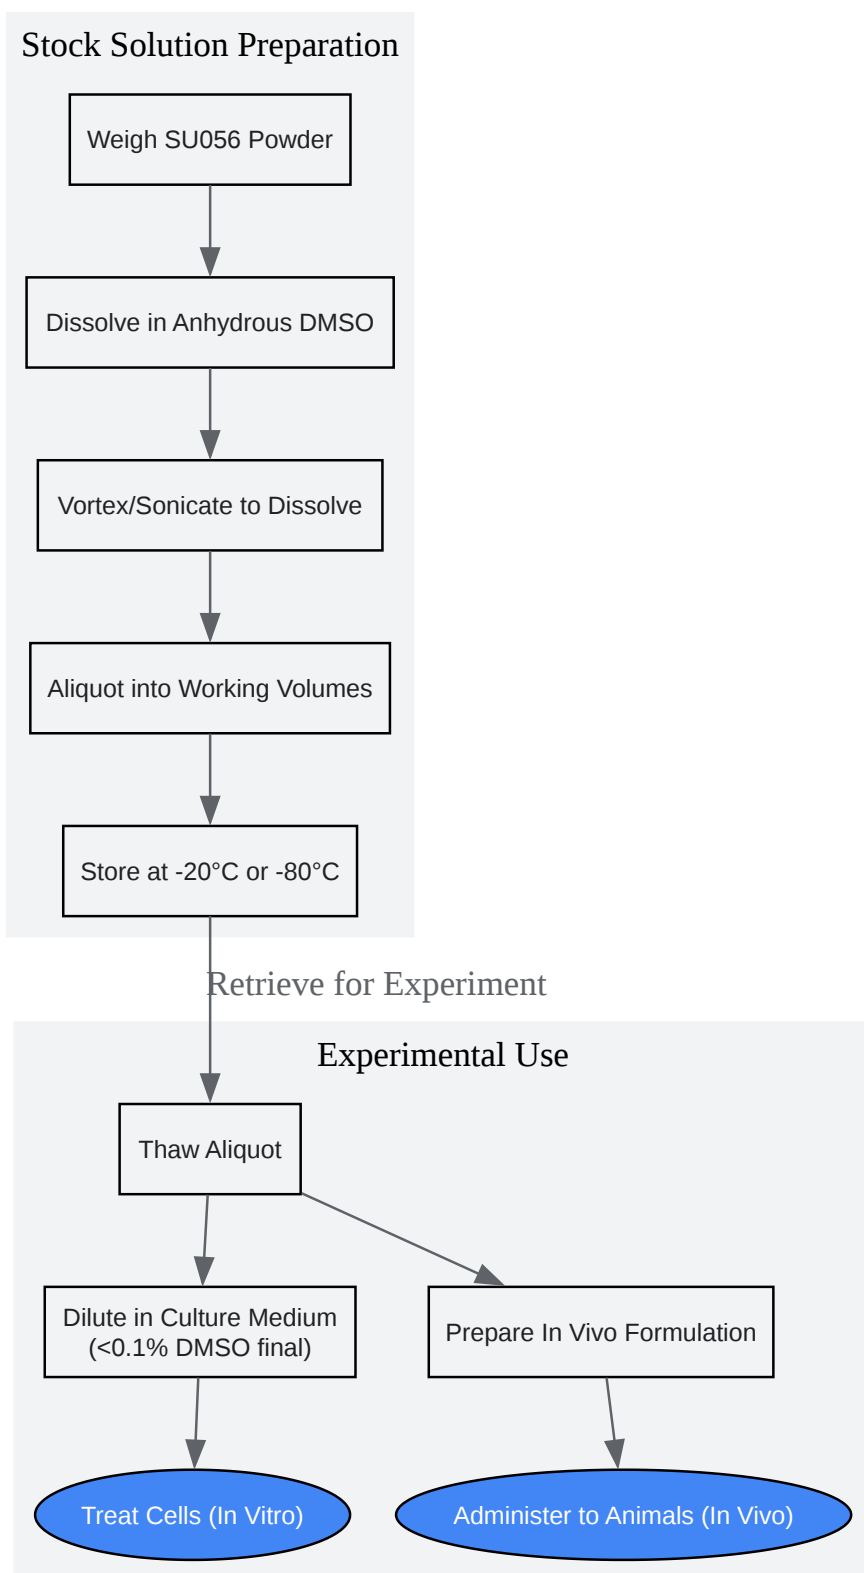 Stock Solution Preparation
Weigh SU056 Powder
Dissolve in Anhydrous DMSO
Vortex/Sonicate to Dissolve
Aliquot into Working Volumes
Store at -20°C or -80°C
Retrieve for Experiment
Experimental Use
Thaw Aliquot
Dilute in Culture Medium
(<0.1% DMSO final)
Prepare In Vivo Formulation
Treat Cells (In Vitro)
Administer to Animals (In Vivo)